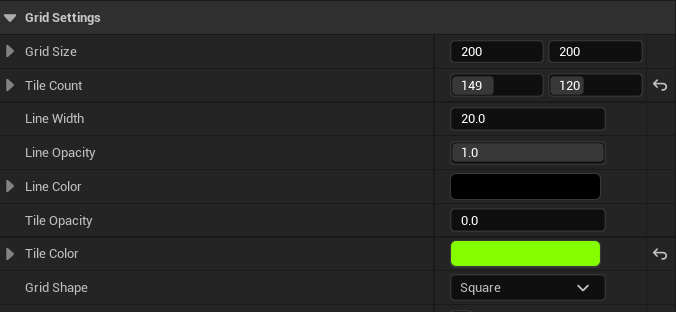 Grid Settings
Grid Size 200 200
Tile Count 149 120
Line Width 20.0
Line Opacity 1.0
Line Color
Tile Opacity 0.0
Tile Color
Grid Shape Square